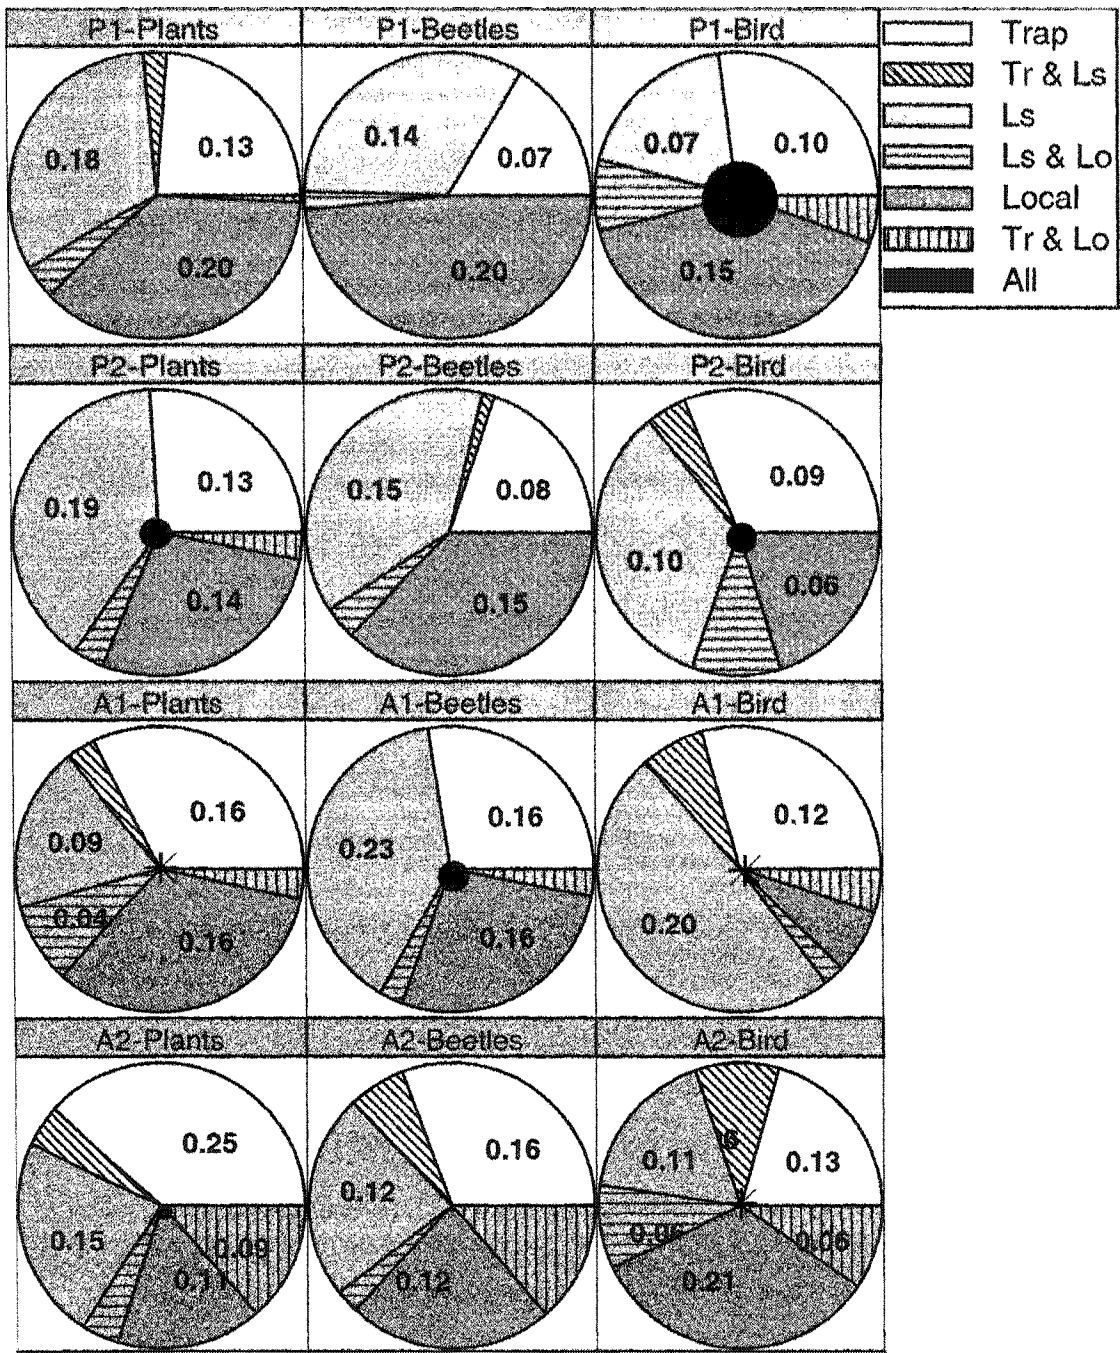 P1-Plants P1-Beetles P1-Bird
Trap
Tr & Ls
Ls
Ls & Lo
Local
Tr & Lo
All
0.18 0.13 0.20
0.14 0.07 0.20
0.07 0.10 0.15
P2-Plants P2-Beetles P2-Bird
0.19 0.13 0.14
0.15 0.08 0.15
0.10 0.09 0.06
A1-Plants A1-Beetles A1-Bird
0.09 0.16 0.04 0.16
0.23 0.16 0.16
0.12 0.20
A2-Plants A2-Beetles A2-Bird
0.25 0.15 0.09 0.11
0.16 0.12 0.12
0.11 6 0.13 0.06 0.06 0.21